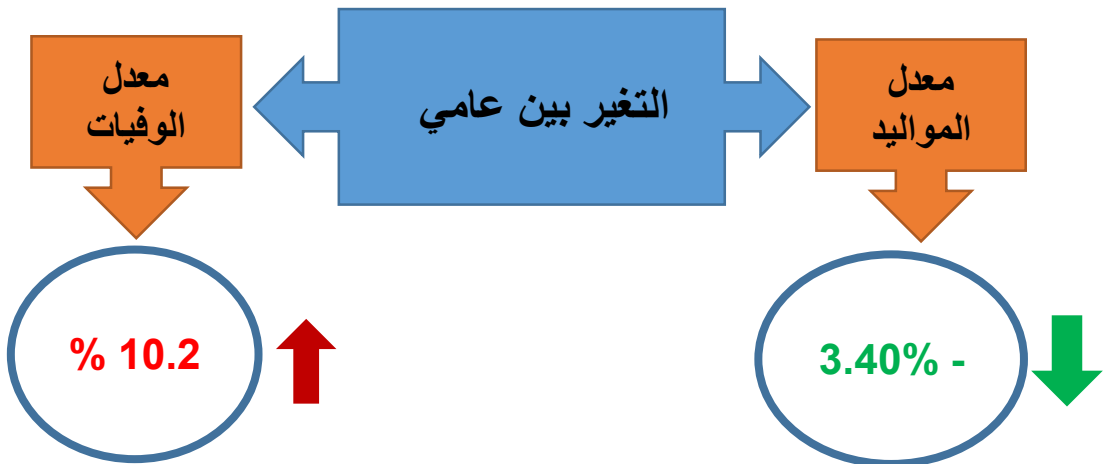 معدل
المواليد
التغير بين عامي
معدل
الوفيات
3.40% -
% 10.2